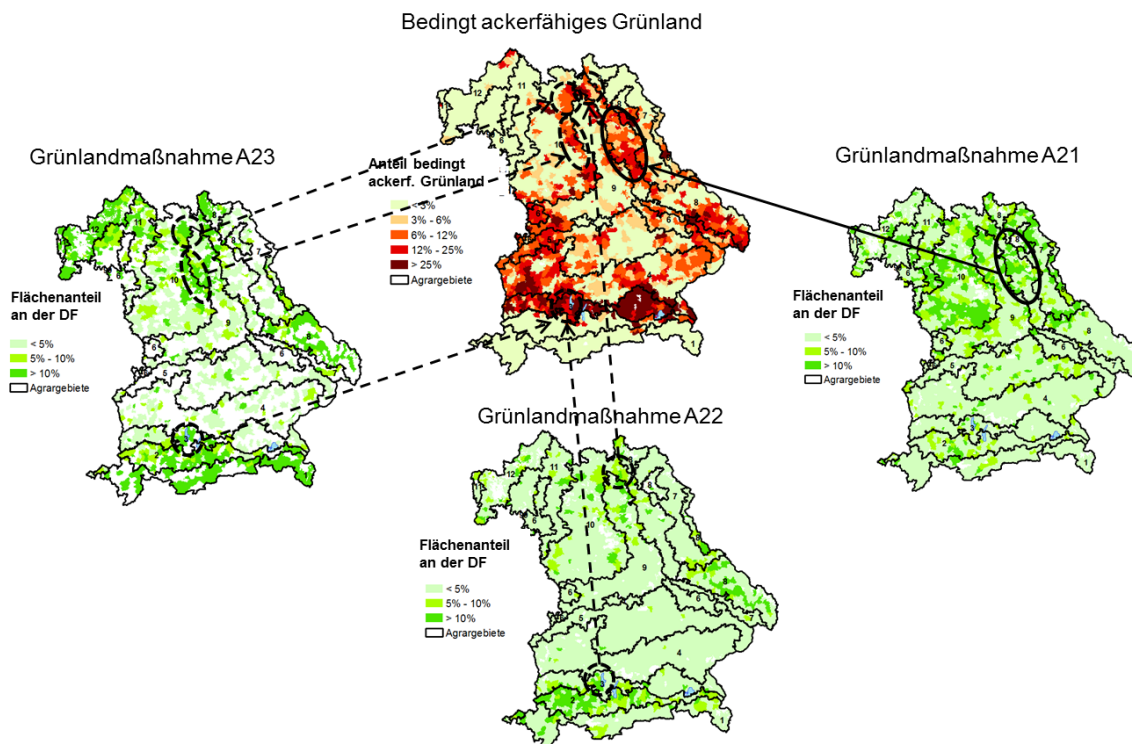 Bedingt ackerfähiges Grünland
Anteil bedingt
ackerf. Grünland
3% - 6%
6% - 12%
12% - 25%
> 25%
Agrargebiete
Grünlandmaßnahme A23
Flächenanteil
an der DF
< 5%
5% - 10%
> 10%
Agrargebiete
Grünlandmaßnahme A21
Flächenanteil
an der DF
< 5%
5% - 10%
> 10%
Agrargebiete
Grünlandmaßnahme A22
Flächenanteil
an der DF
< 5%
5% - 10%
> 10%
Agrargebiete